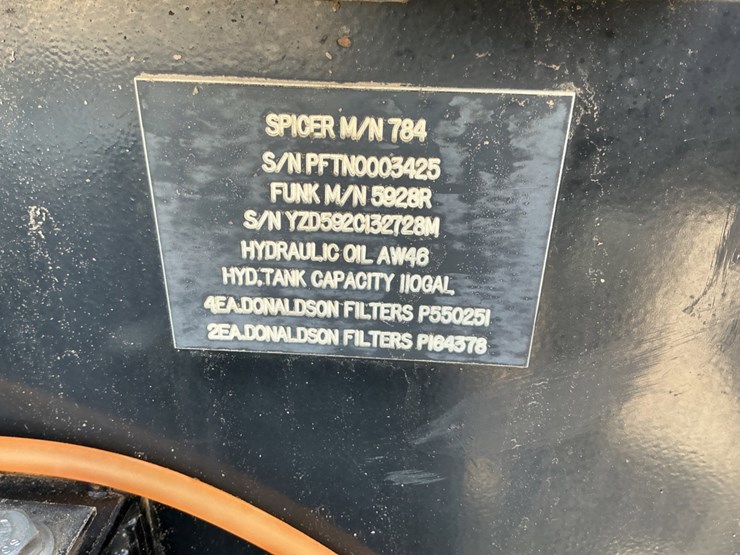 SPICER M/N 784
S/N PFTN0003425
FUNK M/N 5928R
S/N YZD592C132728M
HYDRAULIC OIL AW46
HYD. TANK CAPACITY 110GAL.
4EA. DONALDSON FILTERS P550251
2EA. DONALDSON FILTERS P164378